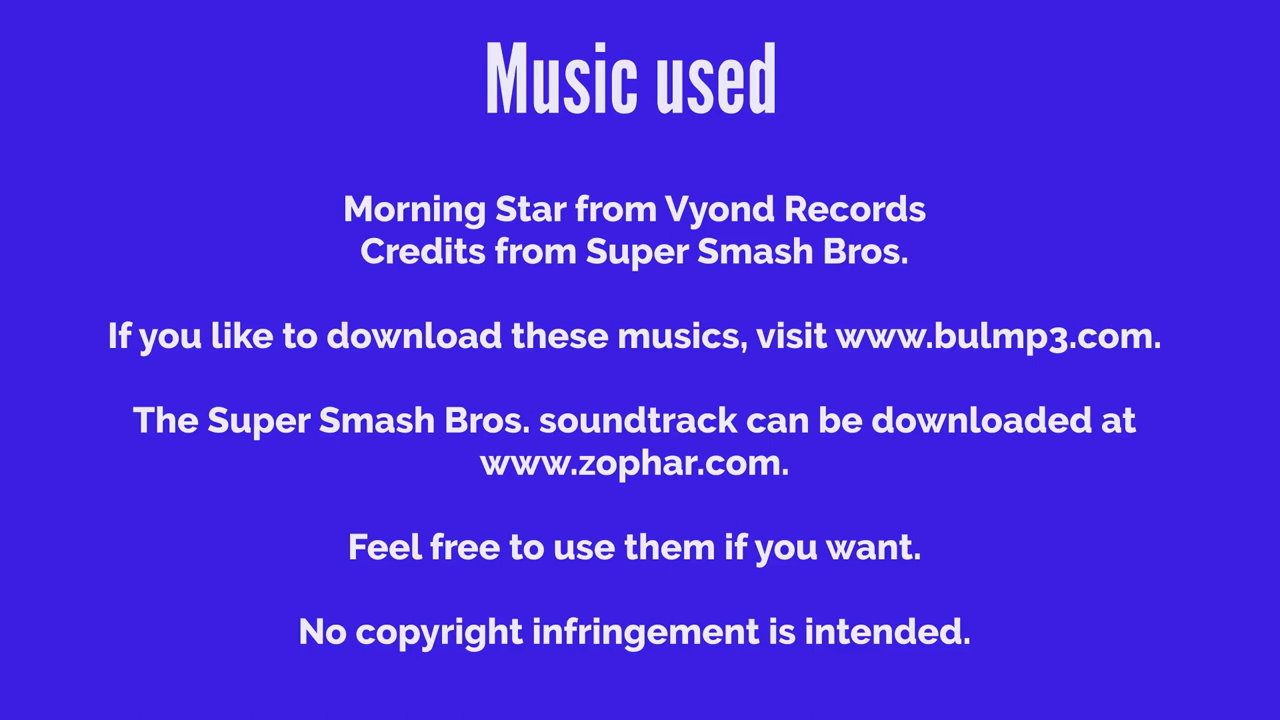 Music used
Morning Star from Vyond Records
Credits from Super Smash Bros.
If you like to download these musics, visit www.bulmp3.com.
The Super Smash Bros. soundtrack can be downloaded at
www.zophar.com.
Feel free to use them if you want.
No copyright infringement is intended.